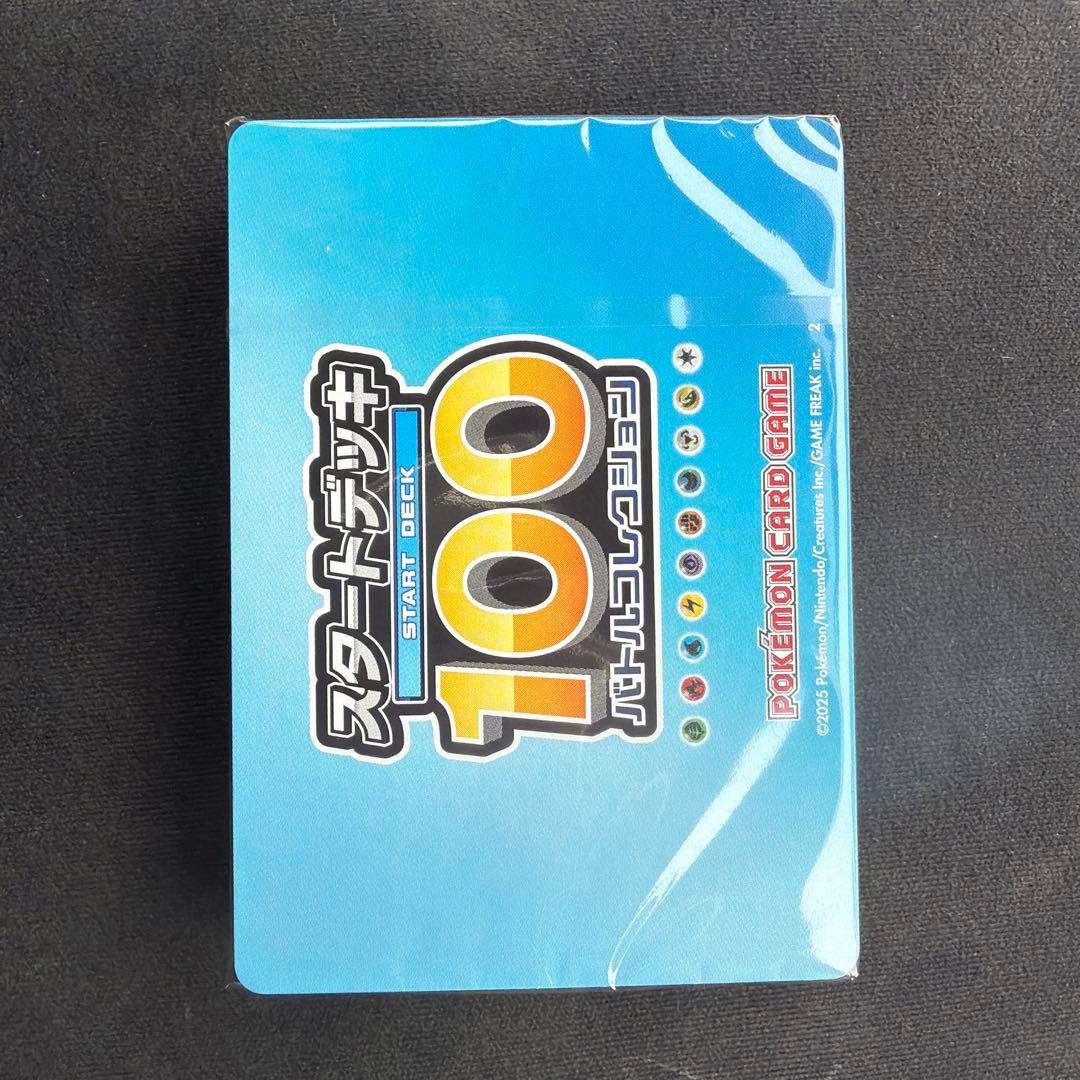 スタートデッキ
START DECK
100
バトルコレクション
POKÉMON CARD GAME
©2025 Pokémon/Nintendo/Creatures Inc./GAME FREAK inc. 2